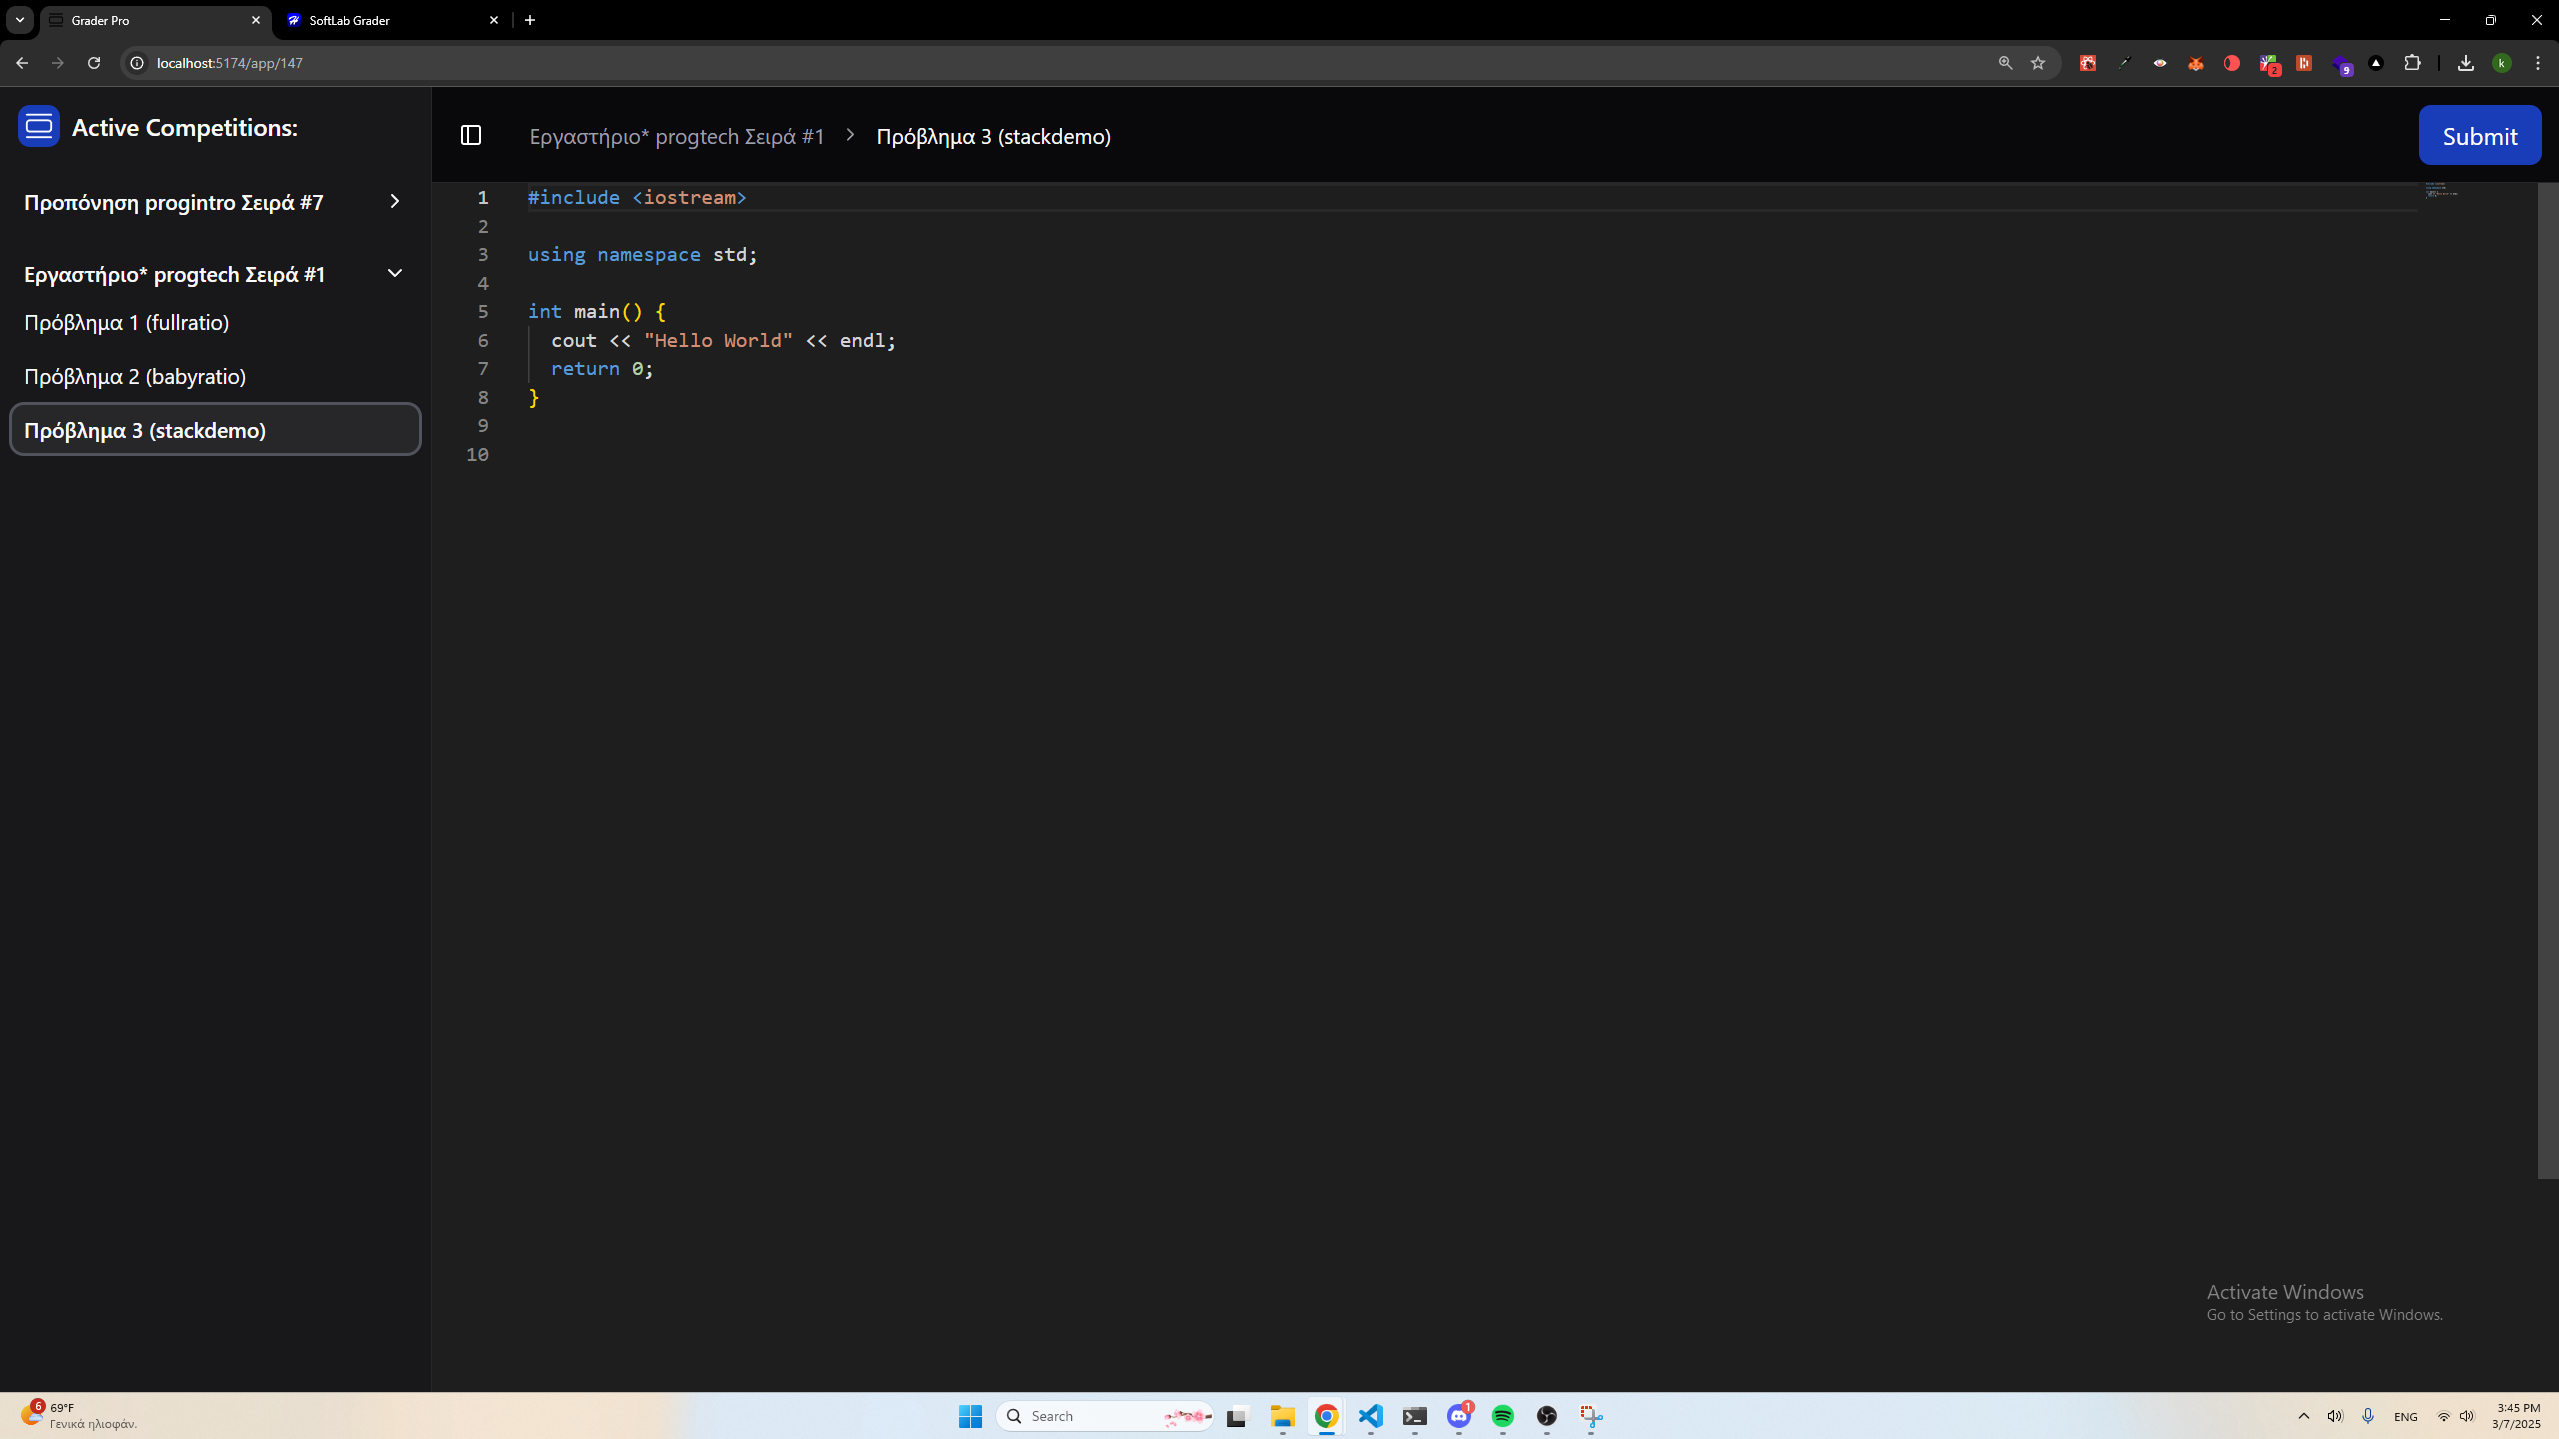 Grader Pro
SoftLab Grader
localhost:5174/app/147
2
9
k
Active Competitions:
Προπόνηση progintro Σειρά #7
Εργαστήριο* progtech Σειρά #1
Πρόβλημα 1 (fullratio)
Πρόβλημα 2 (babyratio)
Πρόβλημα 3 (stackdemo)
Εργαστήριο* progtech Σειρά #1 > Πρόβλημα 3 (stackdemo)
Submit
1 #include <iostream>
2
3 using namespace std;
4
5 int main() {
6 cout << "Hello World" << endl;
7 return 0;
8 }
9
10
Activate Windows
Go to Settings to activate Windows.
6
69°F
Γενικά ηλιοφάν.
Search
1
ENG
3:45 PM
3/7/2025